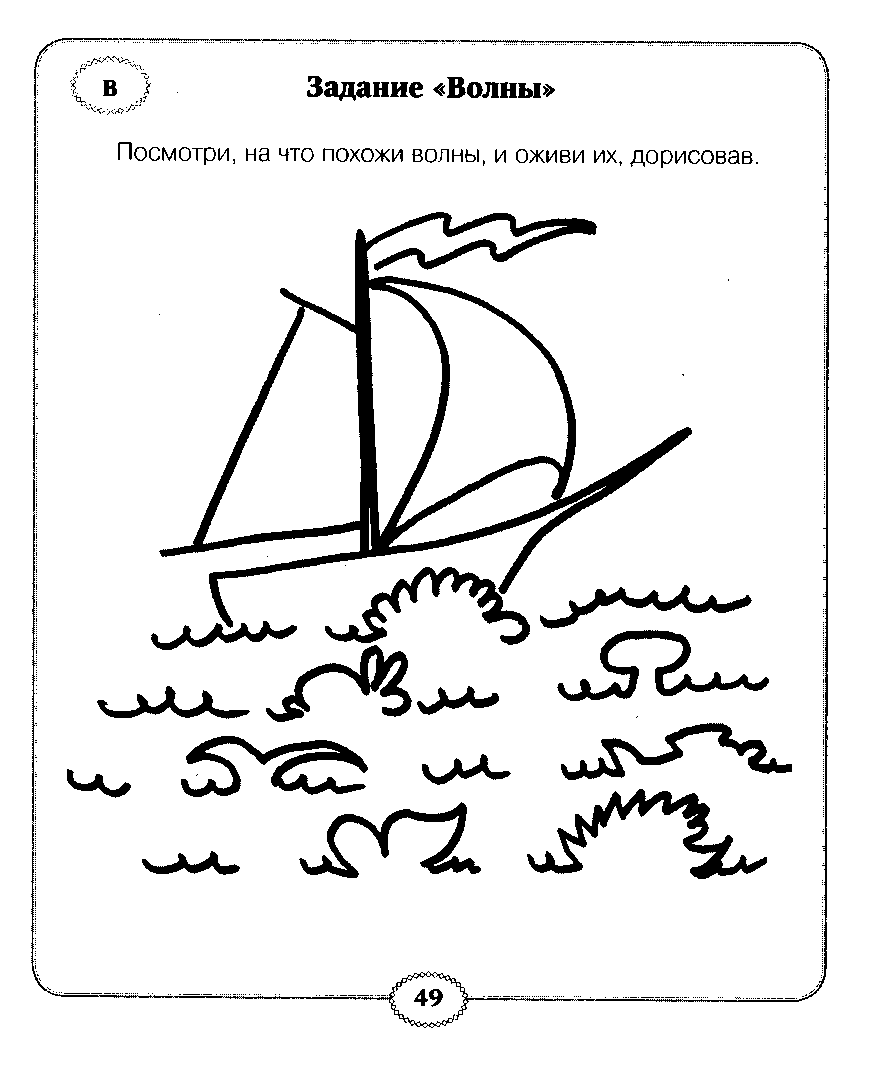 В
Задание «Волны»
Посмотри, на что похожи волны, и оживи их, дорисовав.
49